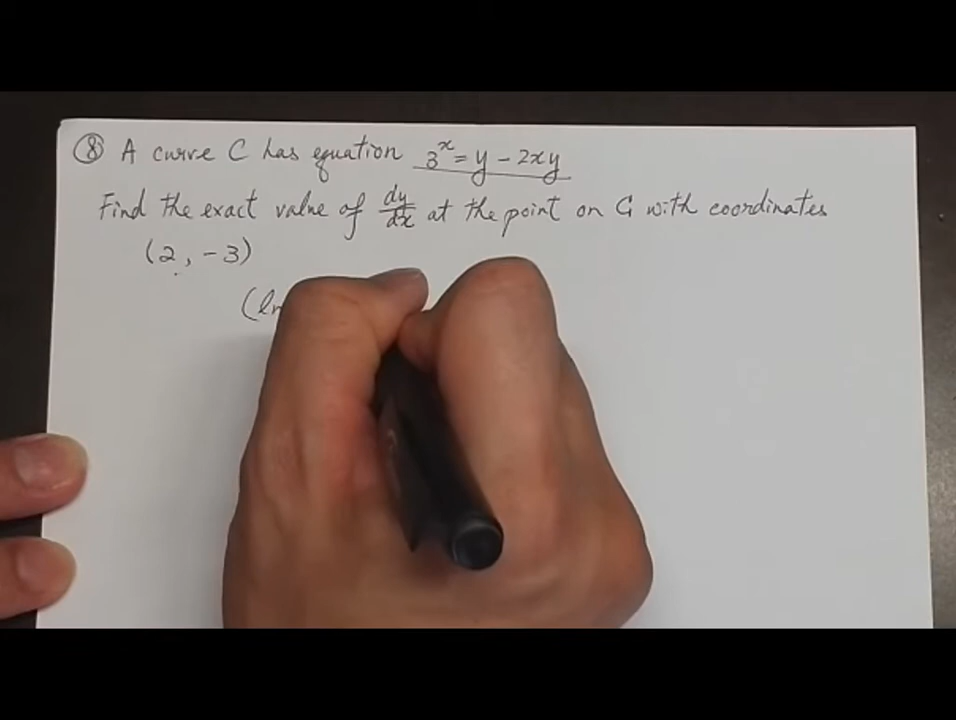 ⑧ A curve C has equation 3^x = y - 2xy
Find the exact value of dy/dx at the point on C with coordinates
(2, -3)
(ln